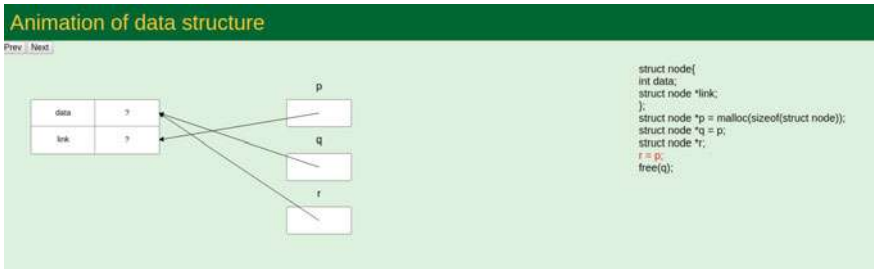 Animation of data structure
Prev Next
p
data ?
link ?
q
r
struct node{
int data;
struct node *link;
};
struct node *p = malloc(sizeof(struct node));
struct node *q = p;
struct node *r;
r = p;
free(q);